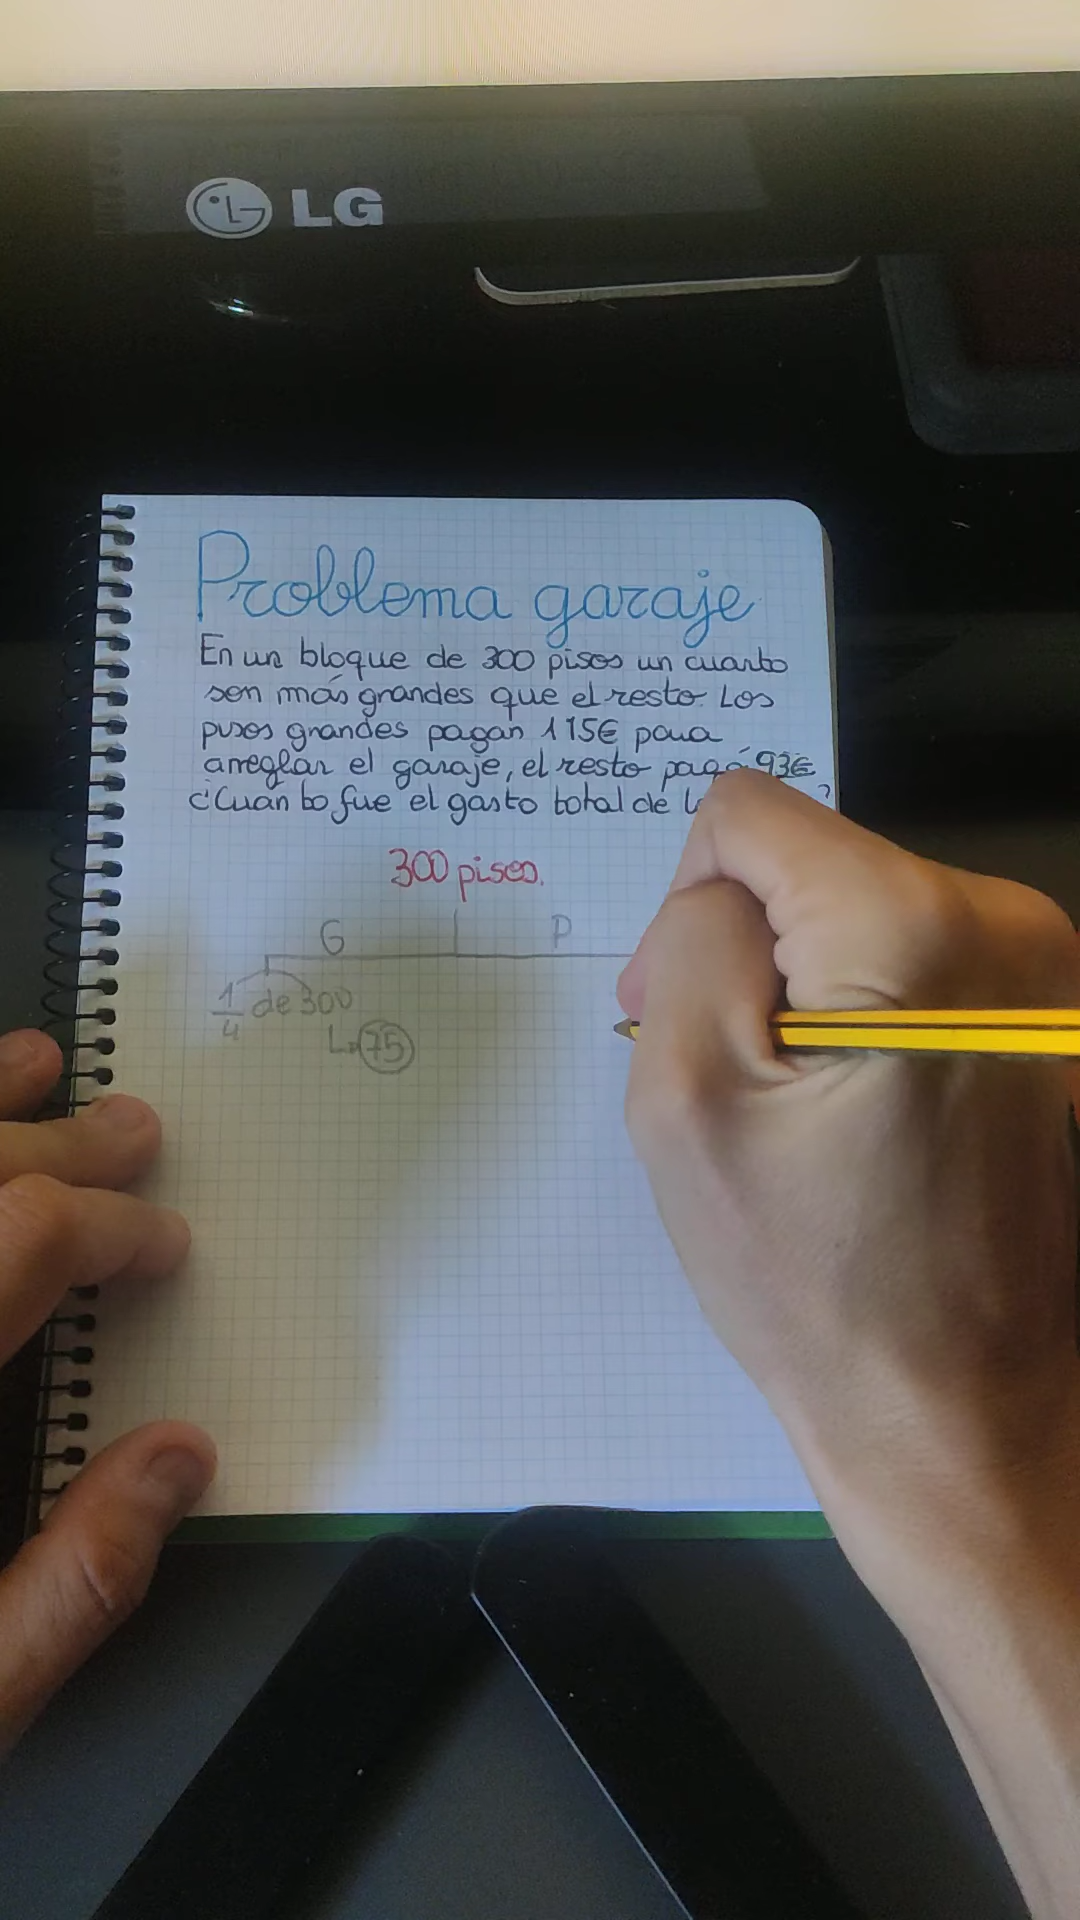 LG
Problema garaje
En un bloque de 300 pisos un cuarto
son más grandes que el resto. Los
pisos grandes pagan 115€ para
arreglar el garaje, el resto pagó 93€
¿Cuánto fue el gasto total de ?
300 pisos.
G P
1/4 de 300
75